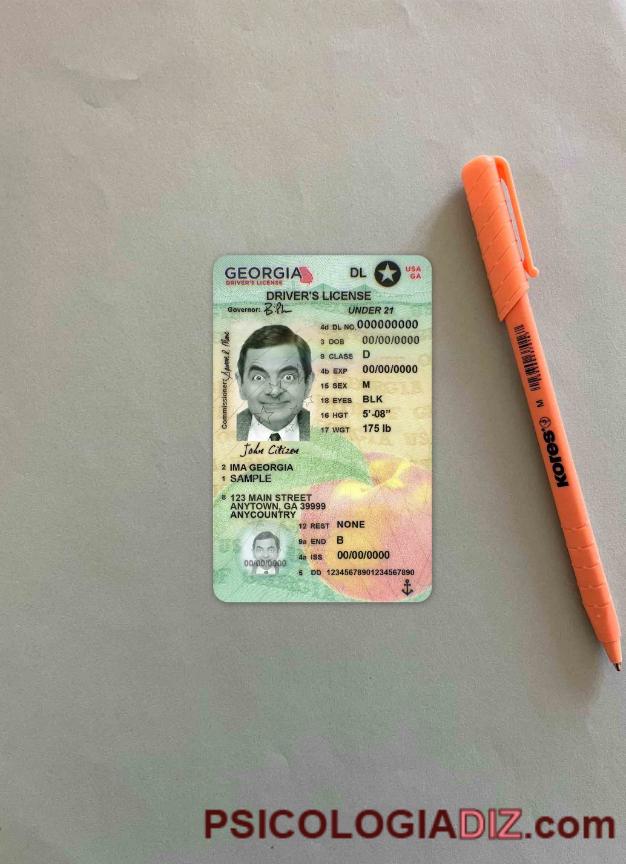 GEORGIA
DRIVER'S LICENSE
DL
USA
GA
DRIVER'S LICENSE
Governor:
UNDER 21
4d DL NO. 000000000
3 DOB 00/00/0000
9 CLASS D
4b EXP 00/00/0000
15 SEX M
18 EYES BLK
16 HGT 5'-08"
17 WGT 175 lb
Commissioner:
John Citizen
2 IMA GEORGIA
1 SAMPLE
8 123 MAIN STREET
ANYTOWN, GA 39999
ANYCOUNTRY
12 REST NONE
9a END B
4a ISS 00/00/0000
00/00/0000
5 DD 12345678901234567890
kores
M
PSICOLOGIADIZ.com